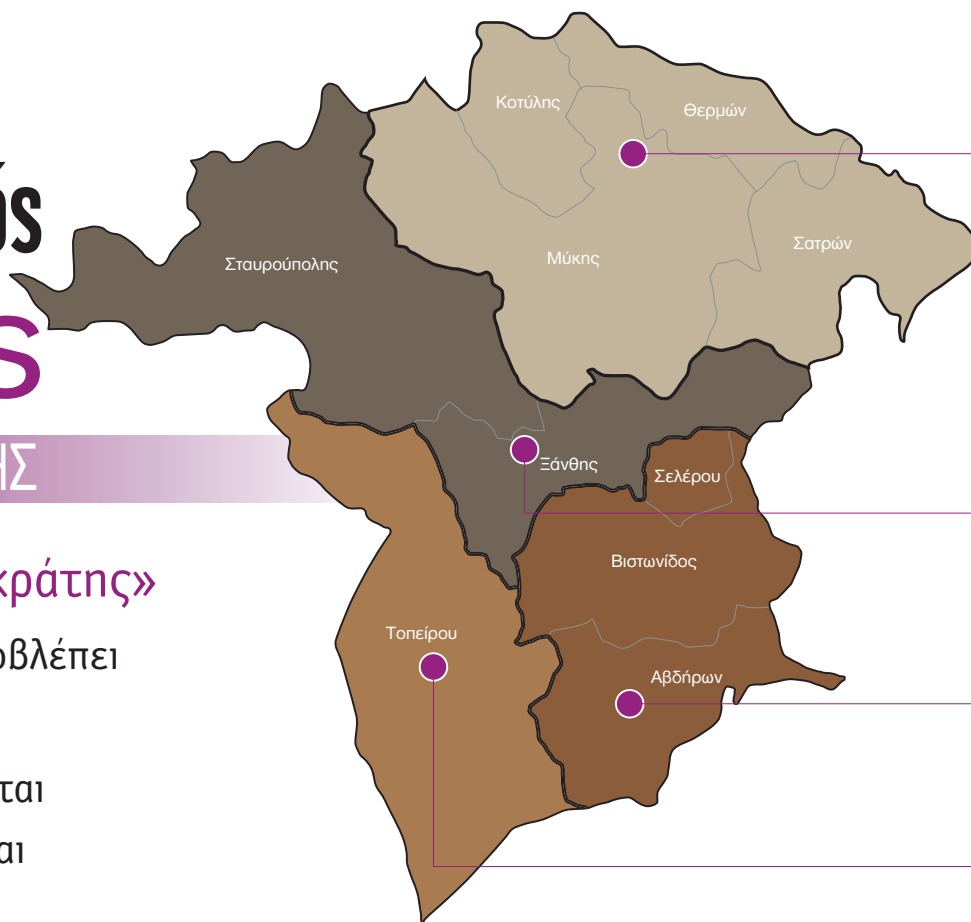 Κοτύλης
Θερμών
Σταυρούπολης
Μύκης
Σατρών
Ξάνθης
Σελέρου
Βιστωνίδος
Τοπείρου
Αβδήρων
ός
s
ΗΣ
κράτης»
οβλέπει
ται
αι